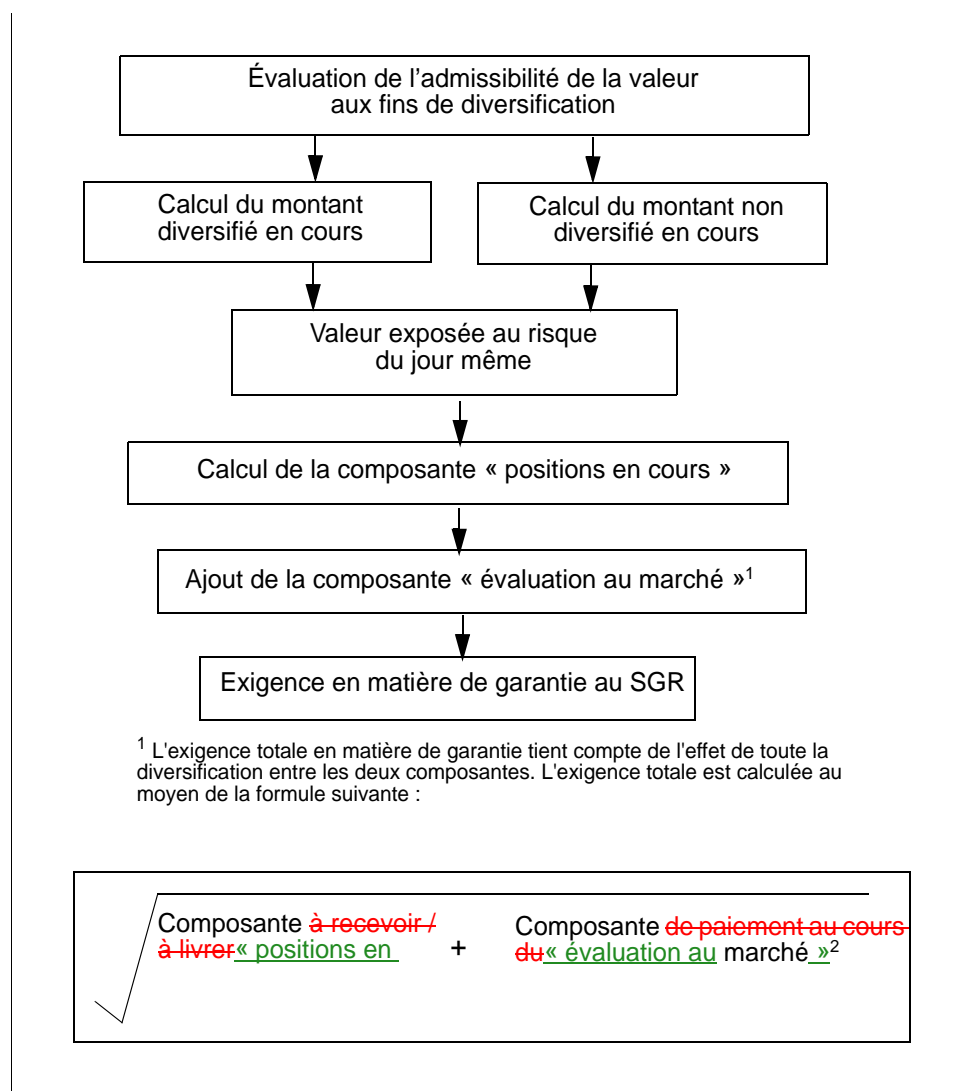 Évaluation de l’admissibilité de la valeur
aux fins de diversification
Calcul du montant
diversifié en cours
Calcul du montant non
diversifié en cours
Valeur exposée au risque
du jour même
Calcul de la composante « positions en cours »
Ajout de la composante « évaluation au marché »1
Exigence en matière de garantie au SGR
1 L'exigence totale en matière de garantie tient compte de l'effet de toute la
diversification entre les deux composantes. L'exigence totale est calculée au
moyen de la formule suivante :
Composante à recevoir /
à livrer« positions en
+
Composante de paiement au cours
du« évaluation au marché »2